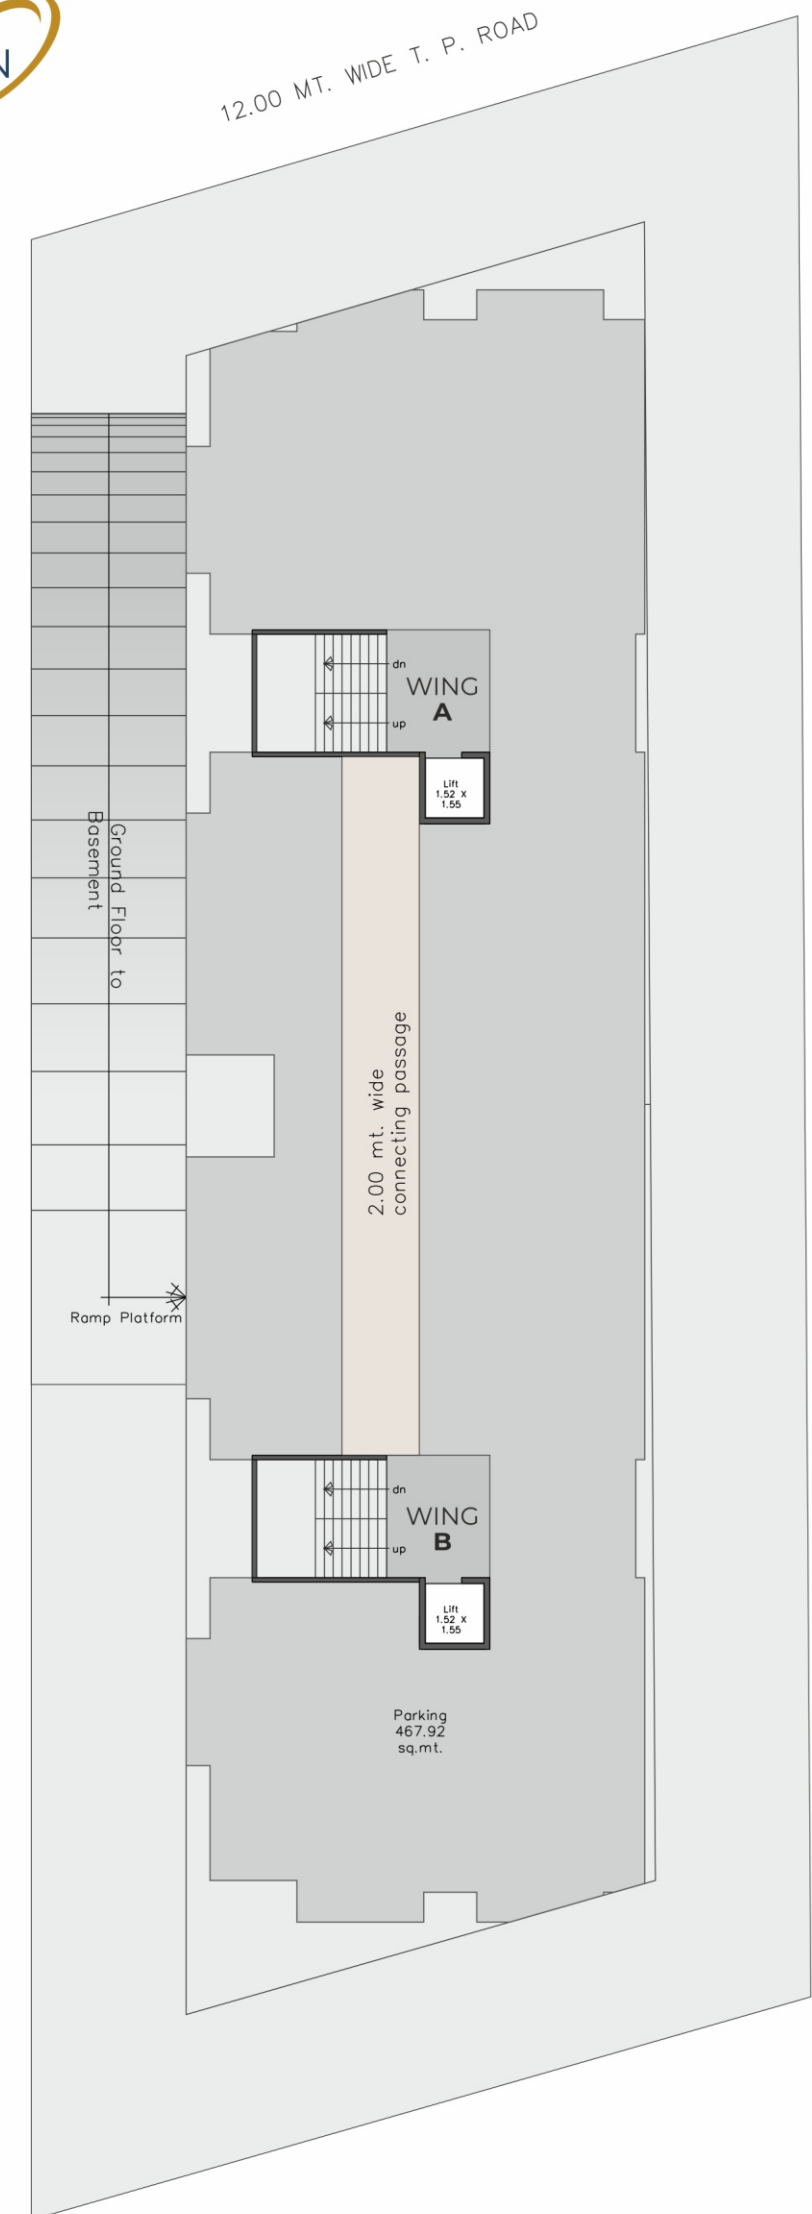 N
12.00 MT. WIDE T. P. ROAD
dn
WING
A
up
Lift
1.52 X
1.55
Ground Floor to
Basement
2.00 mt. wide
connecting passage
Ramp Platform
dn
WING
B
up
Lift
1.52 X
1.55
Parking
467.92
sq.mt.